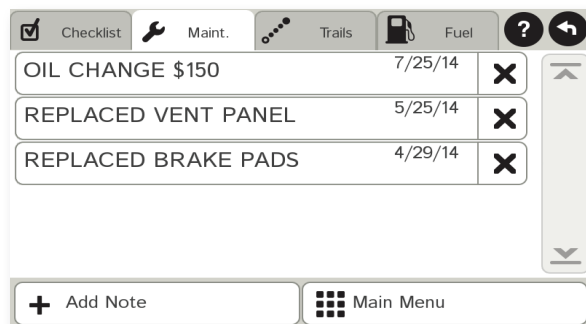 Checklist Maint. Trails Fuel ?
OIL CHANGE $150 7/25/14
REPLACED VENT PANEL 5/25/14
REPLACED BRAKE PADS 4/29/14
Add Note Main Menu